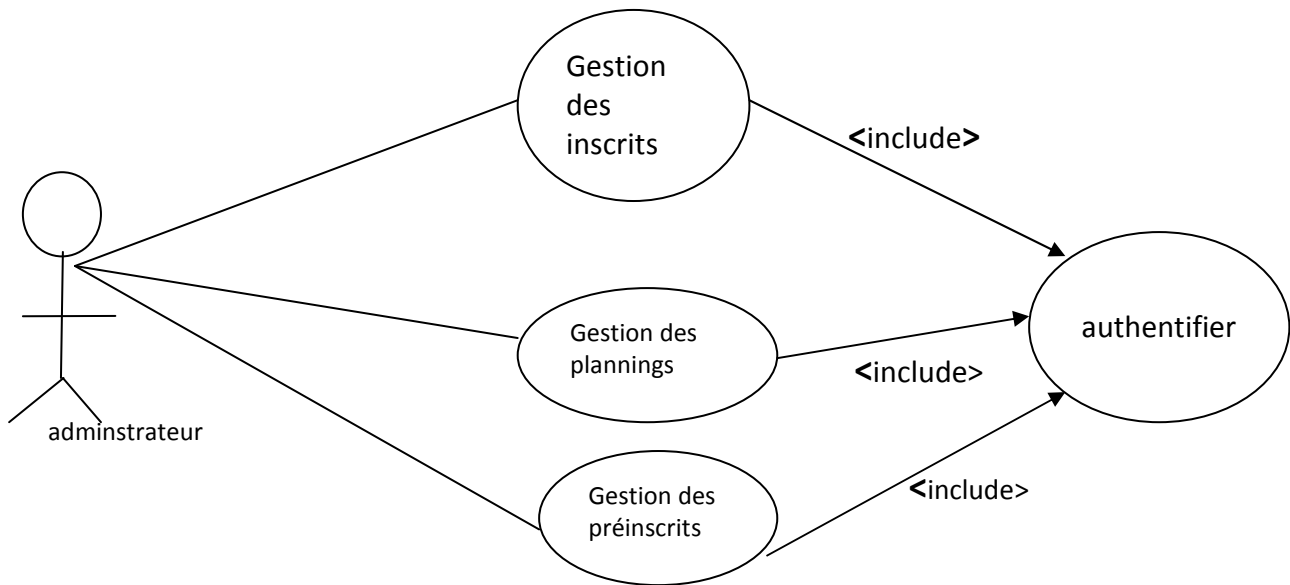 Gestion
des
inscrits
<include>
Gestion des
plannings
<include>
authentifier
adminstrateur
Gestion des
préinscrits
<include>